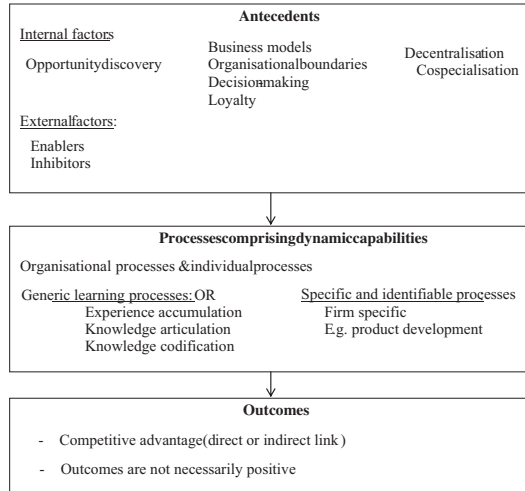 Antecedents
Internal factors
Opportunitydiscovery
Business models
Organisationalboundaries
Decisionmaking
Loyalty
Decentralisation
Cospecialisation
Externalfactors:
Enablers
Inhibitors
Processescomprisingdynamiccapabilities
Organisational processes &individualprocesses
Generic learning processes: OR
Experience accumulation
Knowledge articulation
Knowledge codification
Specific and identifiable processes
Firm specific
E.g. product development
Outcomes
- Competitive advantage(direct or indirect link )
- Outcomes are not necessarily positive